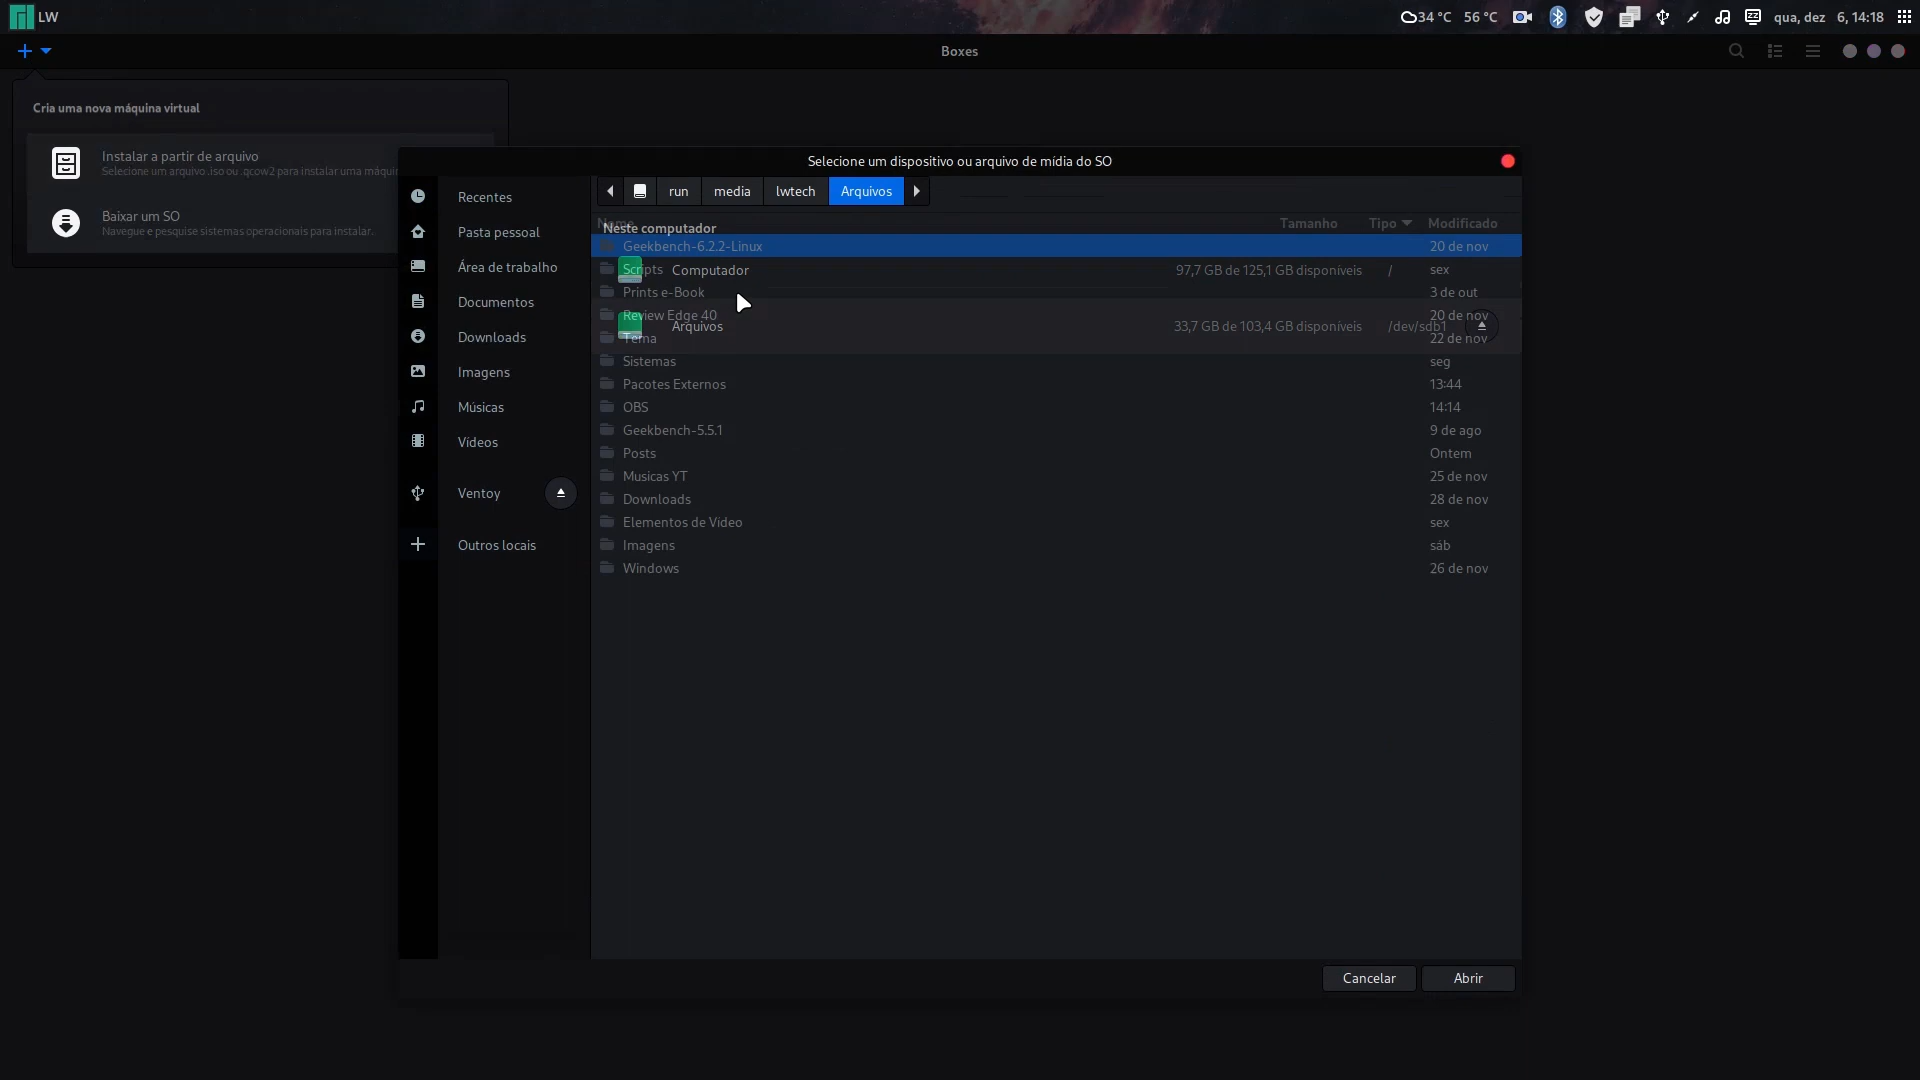 LW
34 °C 56 °C
qua, dez 6, 14:18
Boxes
Cria uma nova máquina virtual
Instalar a partir de arquivo
Selecione um arquivo .iso ou .qcow2 para instalar uma máquin
Baixar um SO
Navegue e pesquise sistemas operacionais para instalar.
Selecione um dispositivo ou arquivo de mídia do SO
Recentes
Pasta pessoal
Área de trabalho
Documentos
Downloads
Imagens
Músicas
Vídeos
Ventoy
Outros locais
run media lwtech Arquivos
Nome Tamanho Tipo Modificado
Neste computador
Geekbench-6.2.2-Linux 20 de nov
Scripts sex
Computador 97,7 GB de 125,1 GB disponíveis /
Prints e-Book 3 de out
Review Edge 40 20 de nov
Arquivos 33,7 GB de 103,4 GB disponíveis /dev/sdb1
Tema 22 de nov
Sistemas seg
Pacotes Externos 13:44
OBS 14:14
Geekbench-5.5.1 9 de ago
Posts Ontem
Musicas YT 25 de nov
Downloads 28 de nov
Elementos de Vídeo sex
Imagens sáb
Windows 26 de nov
Cancelar Abrir